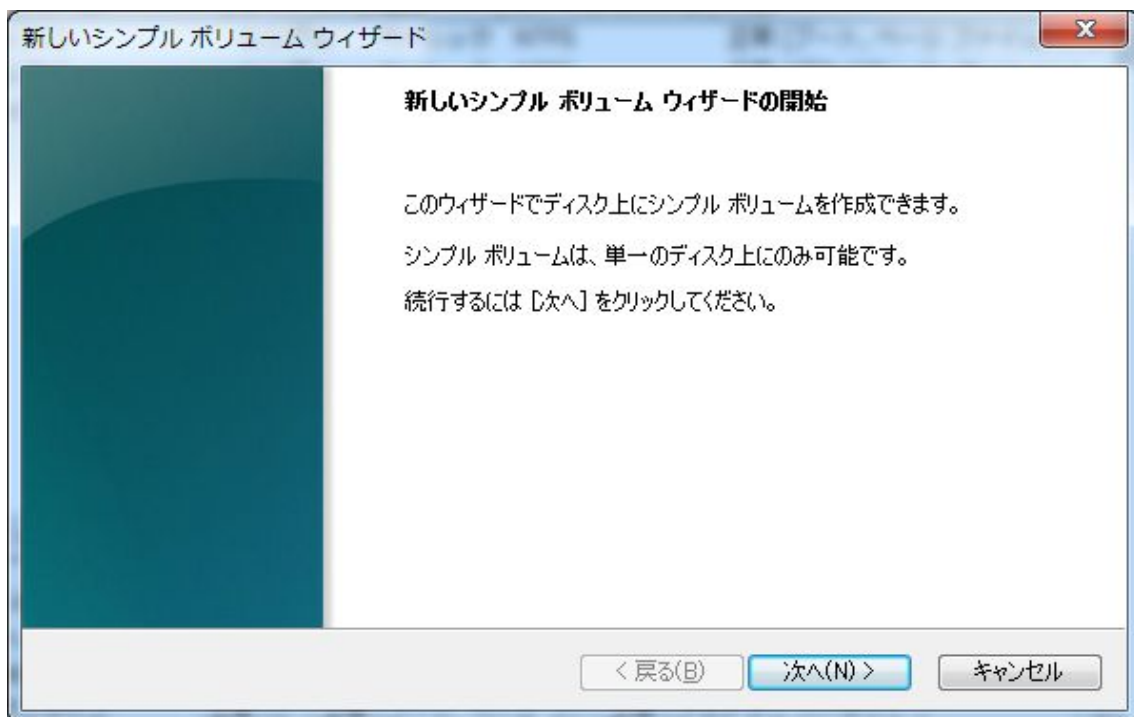 新しいシンプル ボリューム ウィザード
新しいシンプル ボリューム ウィザードの開始
このウィザードでディスク上にシンプル ボリュームを作成できます。
シンプル ボリュームは、単一のディスク上にのみ可能です。
続行するには [次へ] をクリックしてください。
< 戻る(B)
次へ(N) >
キャンセル